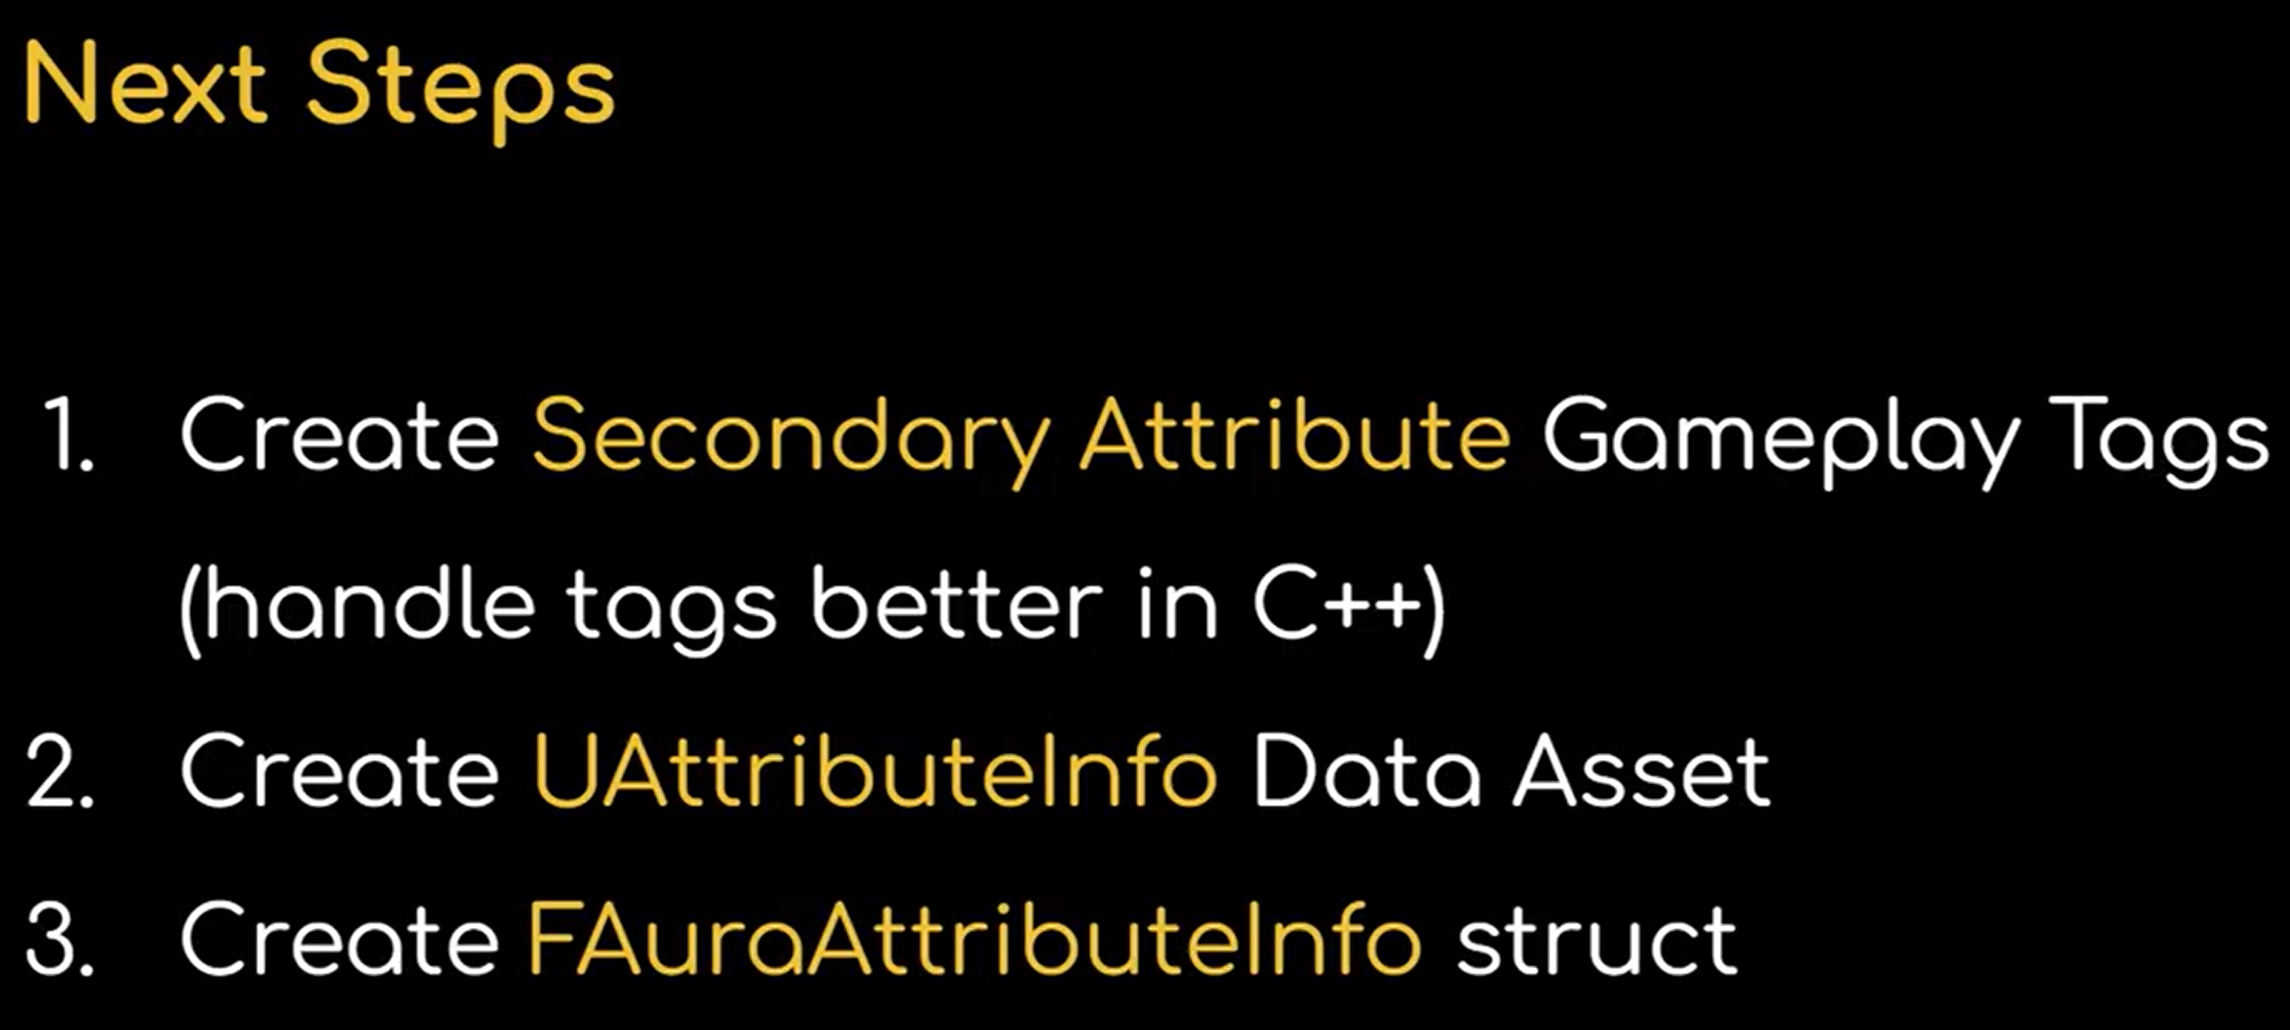 Next Steps
1. Create Secondary Attribute Gameplay Tags
(handle tags better in C++)
2. Create UAttributeInfo Data Asset
3. Create FAuraAttributeInfo struct